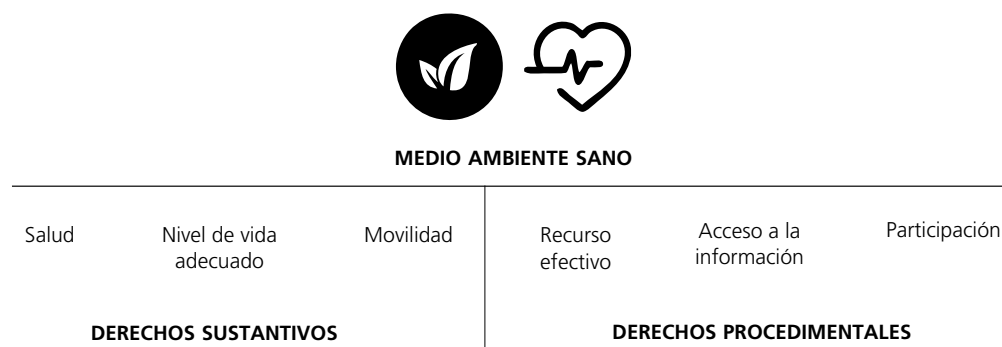 MEDIO AMBIENTE SANO
Salud
Nivel de vida
adecuado
Movilidad
Recurso
efectivo
Acceso a la
información
Participación
DERECHOS SUSTANTIVOS
DERECHOS PROCEDIMENTALES